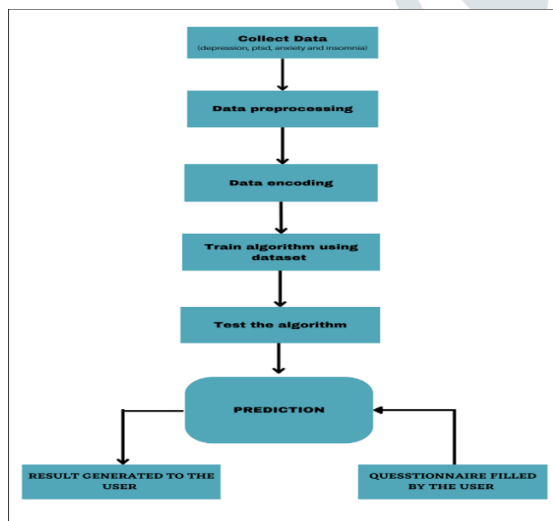 Collect Data
(depression, ptsd, anxiety and insomnia)
Data preprocessing
Data encoding
Train algorithm using
dataset
Test the algorithm
PREDICTION
RESULT GENERATED TO THE
USER
QUESSTIONNAIRE FILLED
BY THE USER